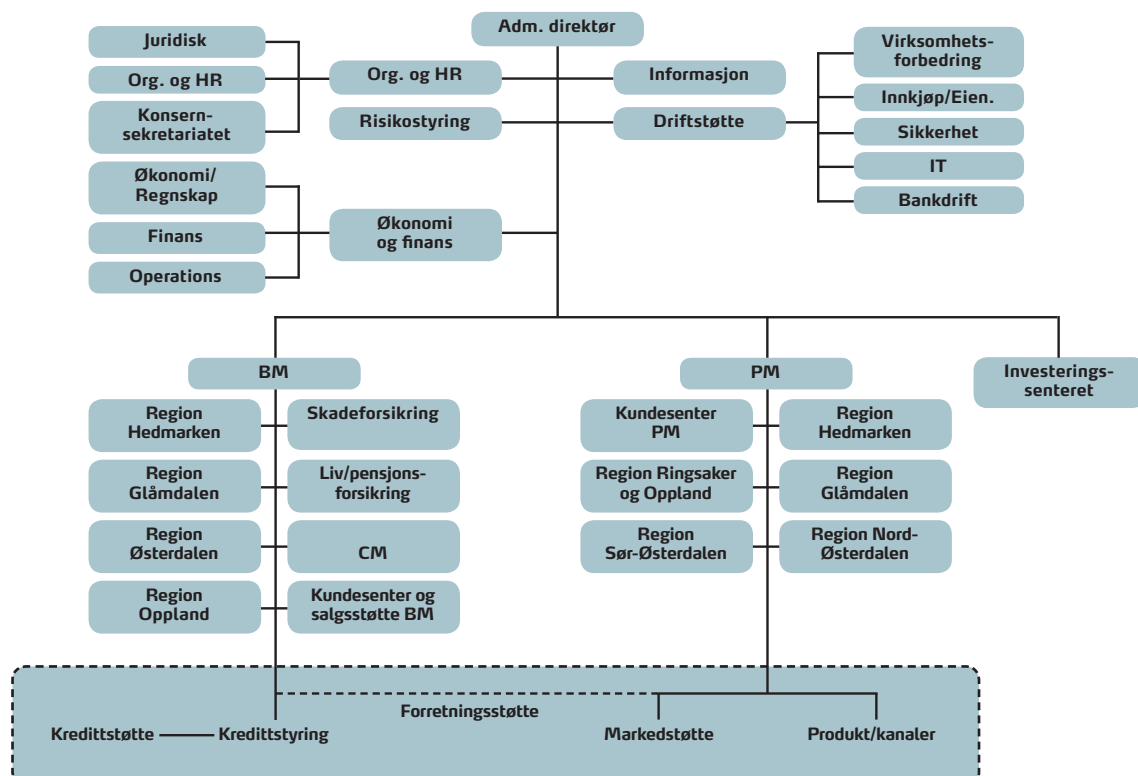 Adm. direktør
Juridisk
Org. og HR
Konsern-
sekretariatet
Org. og HR
Risikostyring
Informasjon
Driftstøtte
Virksomhets-
forbedring
Innkjøp/Eien.
Sikkerhet
IT
Bankdrift
Økonomi/
Regnskap
Finans
Operations
Økonomi
og finans
BM
PM
Investerings-
senteret
Region
Hedmarken
Skadeforsikring
Region
Glåmdalen
Liv/pensjons-
forsikring
Region
Østerdalen
CM
Region
Oppland
Kundesenter og
salgsstøtte BM
Kundesenter
PM
Region
Hedmarken
Region Ringsaker
og Oppland
Region
Glåmdalen
Region
Sør-Østerdalen
Region Nord-
Østerdalen
Forretningsstøtte
Kredittstøtte
Kredittstyring
Markedstøtte
Produkt/kanaler